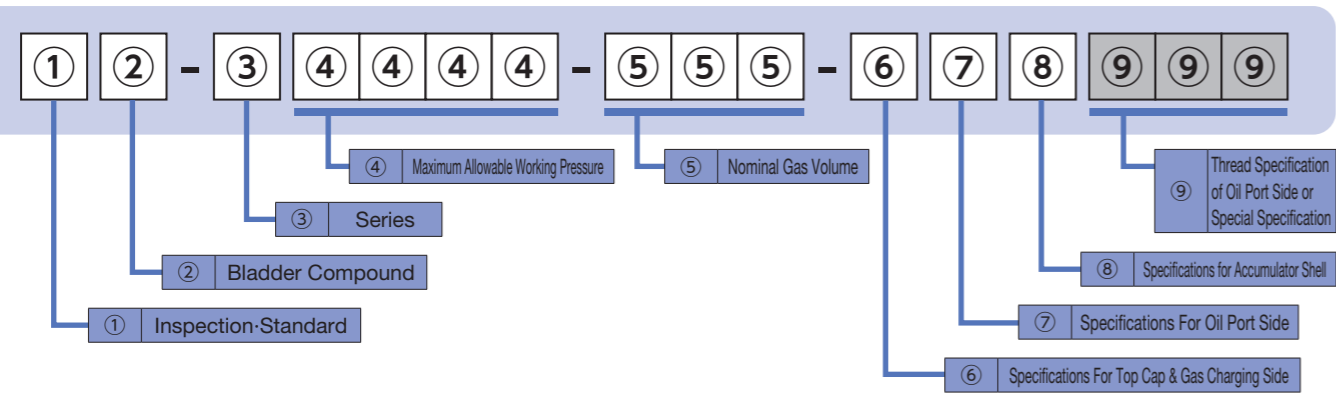 ① ② - ③ ④ ④ ④ ④ - ⑤ ⑤ ⑤ - ⑥ ⑦ ⑧ ⑨ ⑨ ⑨
④ Maximum Allowable Working Pressure
⑤ Nominal Gas Volume
⑨ Thread Specification
of Oil Port Side or
Special Specification
③ Series
② Bladder Compound
⑧ Specifications for Accumulator Shell
① Inspection·Standard
⑦ Specifications For Oil Port Side
⑥ Specifications For Top Cap & Gas Charging Side